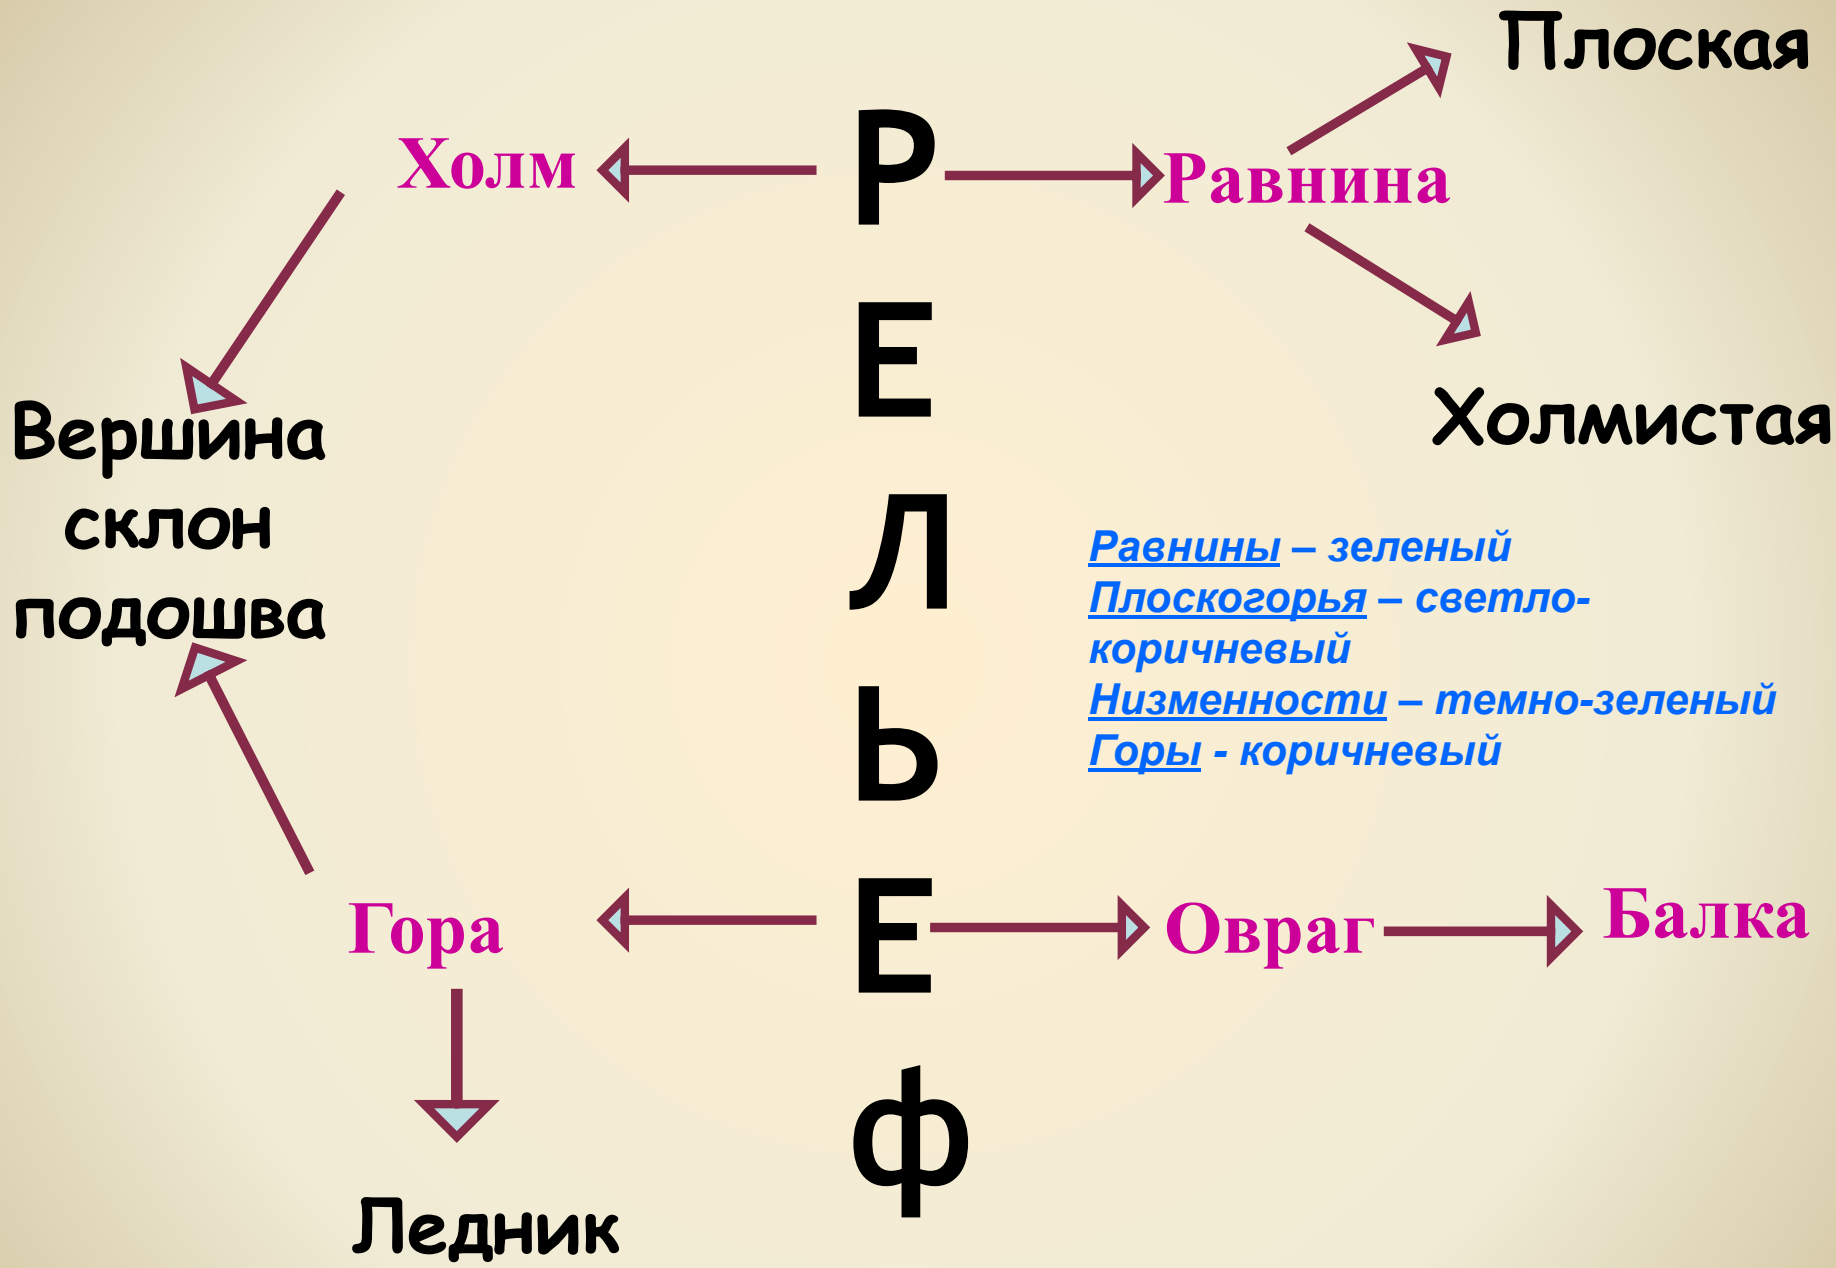 Плоская
Холм
Равнина
РЕЛЬЕф
Холмистая
Вершина
склон
подошва
Равнины – зеленый
Плоскогорья – светло-
коричневый
Низменности – темно-зеленый
Горы - коричневый
Гора
Овраг
Балка
Ледник